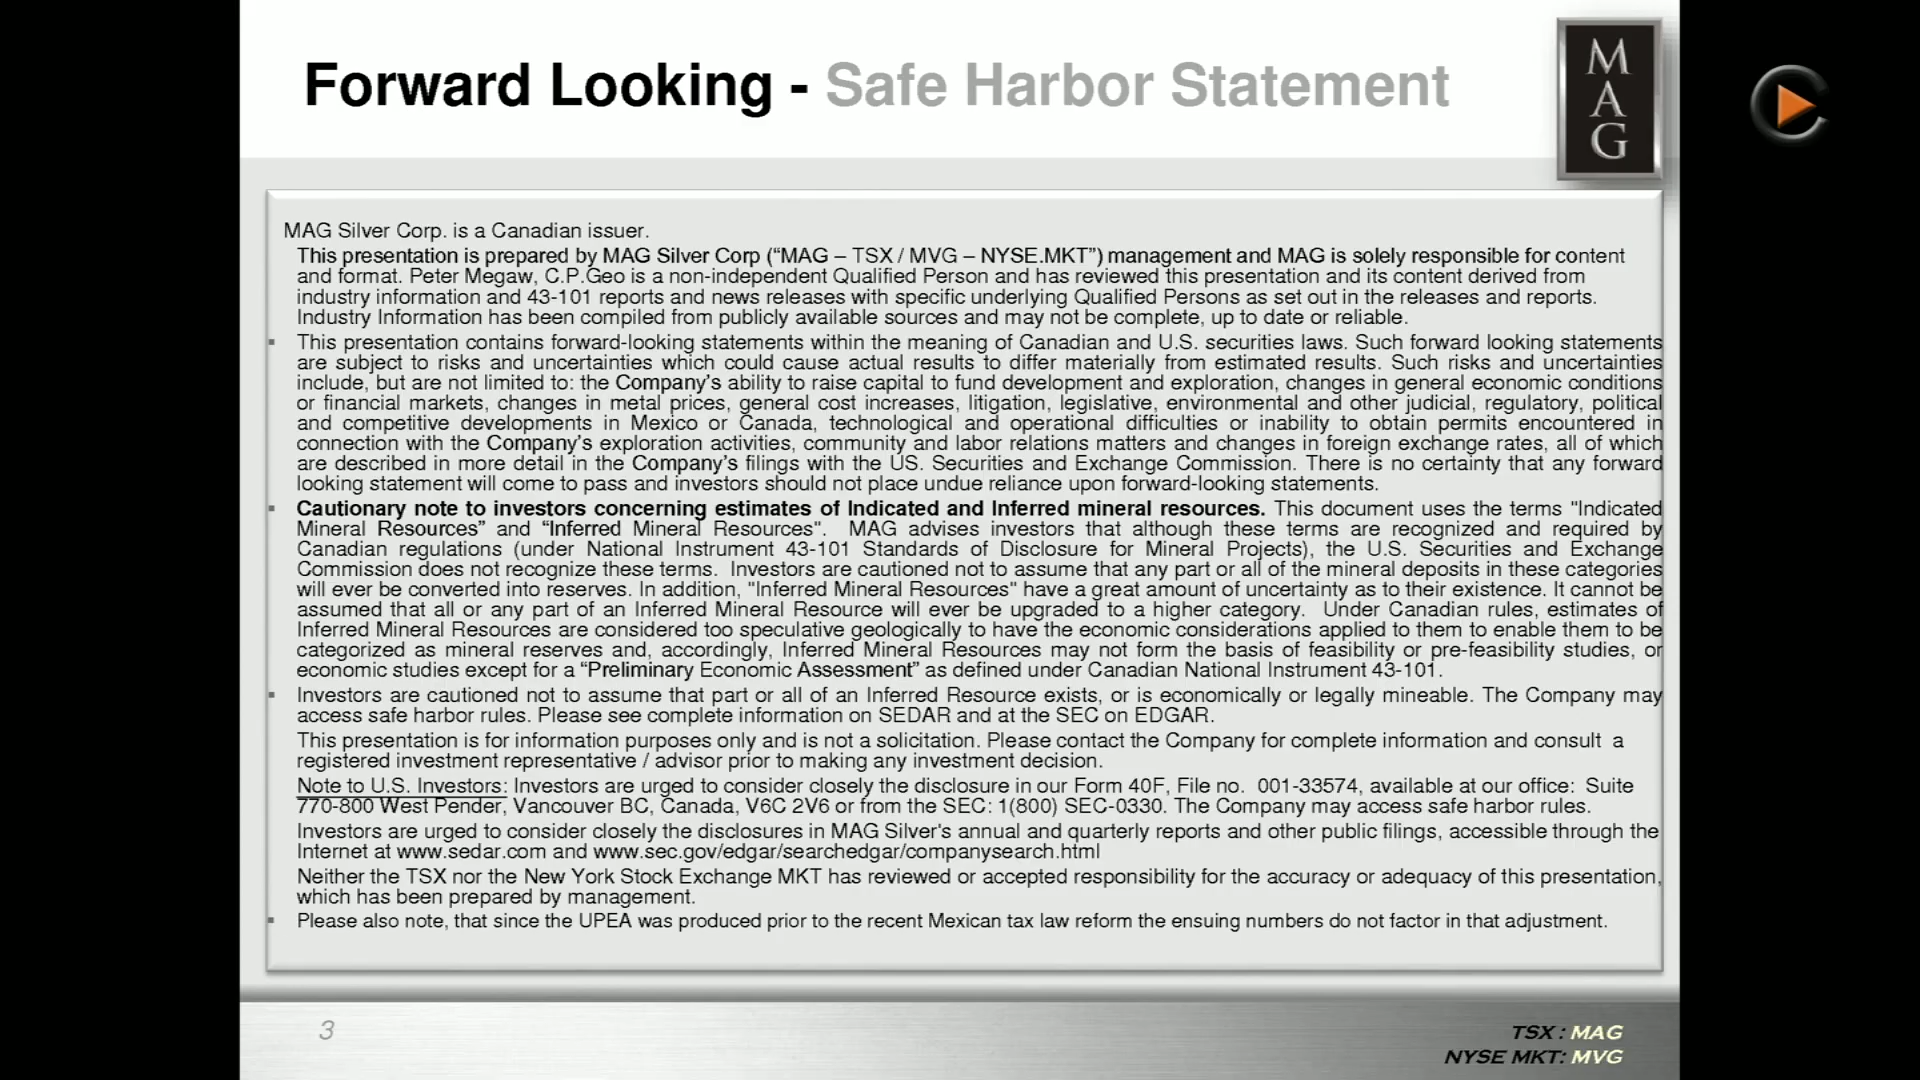 Forward Looking - Safe Harbor Statement
M
A
G
MAG Silver Corp. is a Canadian issuer.
This presentation is prepared by MAG Silver Corp (“MAG – TSX / MVG – NYSE.MKT”) management and MAG is solely responsible for content
and format. Peter Megaw, C.P.Geo is a non-independent Qualified Person and has reviewed this presentation and its content derived from
industry information and 43-101 reports and news releases with specific underlying Qualified Persons as set out in the releases and reports.
Industry Information has been compiled from publicly available sources and may not be complete, up to date or reliable.
▪ This presentation contains forward-looking statements within the meaning of Canadian and U.S. securities laws. Such forward looking statements
are subject to risks and uncertainties which could cause actual results to differ materially from estimated results. Such risks and uncertainties
include, but are not limited to: the Company’s ability to raise capital to fund development and exploration, changes in general economic conditions
or financial markets, changes in metal prices, general cost increases, litigation, legislative, environmental and other judicial, regulatory, political
and competitive developments in Mexico or Canada, technological and operational difficulties or inability to obtain permits encountered in
connection with the Company’s exploration activities, community and labor relations matters and changes in foreign exchange rates, all of which
are described in more detail in the Company’s filings with the US. Securities and Exchange Commission. There is no certainty that any forward
looking statement will come to pass and investors should not place undue reliance upon forward-looking statements.
▪ Cautionary note to investors concerning estimates of Indicated and Inferred mineral resources. This document uses the terms "Indicated
Mineral Resources” and “Inferred Mineral Resources". MAG advises investors that although these terms are recognized and required by
Canadian regulations (under National Instrument 43-101 Standards of Disclosure for Mineral Projects), the U.S. Securities and Exchange
Commission does not recognize these terms. Investors are cautioned not to assume that any part or all of the mineral deposits in these categories
will ever be converted into reserves. In addition, "Inferred Mineral Resources" have a great amount of uncertainty as to their existence. It cannot be
assumed that all or any part of an Inferred Mineral Resource will ever be upgraded to a higher category. Under Canadian rules, estimates of
Inferred Mineral Resources are considered too speculative geologically to have the economic considerations applied to them to enable them to be
categorized as mineral reserves and, accordingly, Inferred Mineral Resources may not form the basis of feasibility or pre-feasibility studies, or
economic studies except for a “Preliminary Economic Assessment” as defined under Canadian National Instrument 43-101.
▪ Investors are cautioned not to assume that part or all of an Inferred Resource exists, or is economically or legally mineable. The Company may
access safe harbor rules. Please see complete information on SEDAR and at the SEC on EDGAR.
This presentation is for information purposes only and is not a solicitation. Please contact the Company for complete information and consult a
registered investment representative / advisor prior to making any investment decision.
Note to U.S. Investors: Investors are urged to consider closely the disclosure in our Form 40F, File no. 001-33574, available at our office: Suite
770-800 West Pender, Vancouver BC, Canada, V6C 2V6 or from the SEC: 1(800) SEC-0330. The Company may access safe harbor rules.
Investors are urged to consider closely the disclosures in MAG Silver's annual and quarterly reports and other public filings, accessible through the
Internet at www.sedar.com and www.sec.gov/edgar/searchedgar/companysearch.html
Neither the TSX nor the New York Stock Exchange MKT has reviewed or accepted responsibility for the accuracy or adequacy of this presentation,
which has been prepared by management.
▪ Please also note, that since the UPEA was produced prior to the recent Mexican tax law reform the ensuing numbers do not factor in that adjustment.
3
TSX : MAG
NYSE MKT: MVG